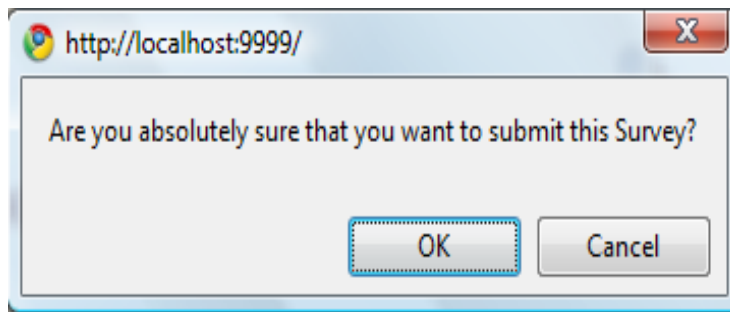 http://localhost:9999/
Are you absolutely sure that you want to submit this Survey?
OK Cancel